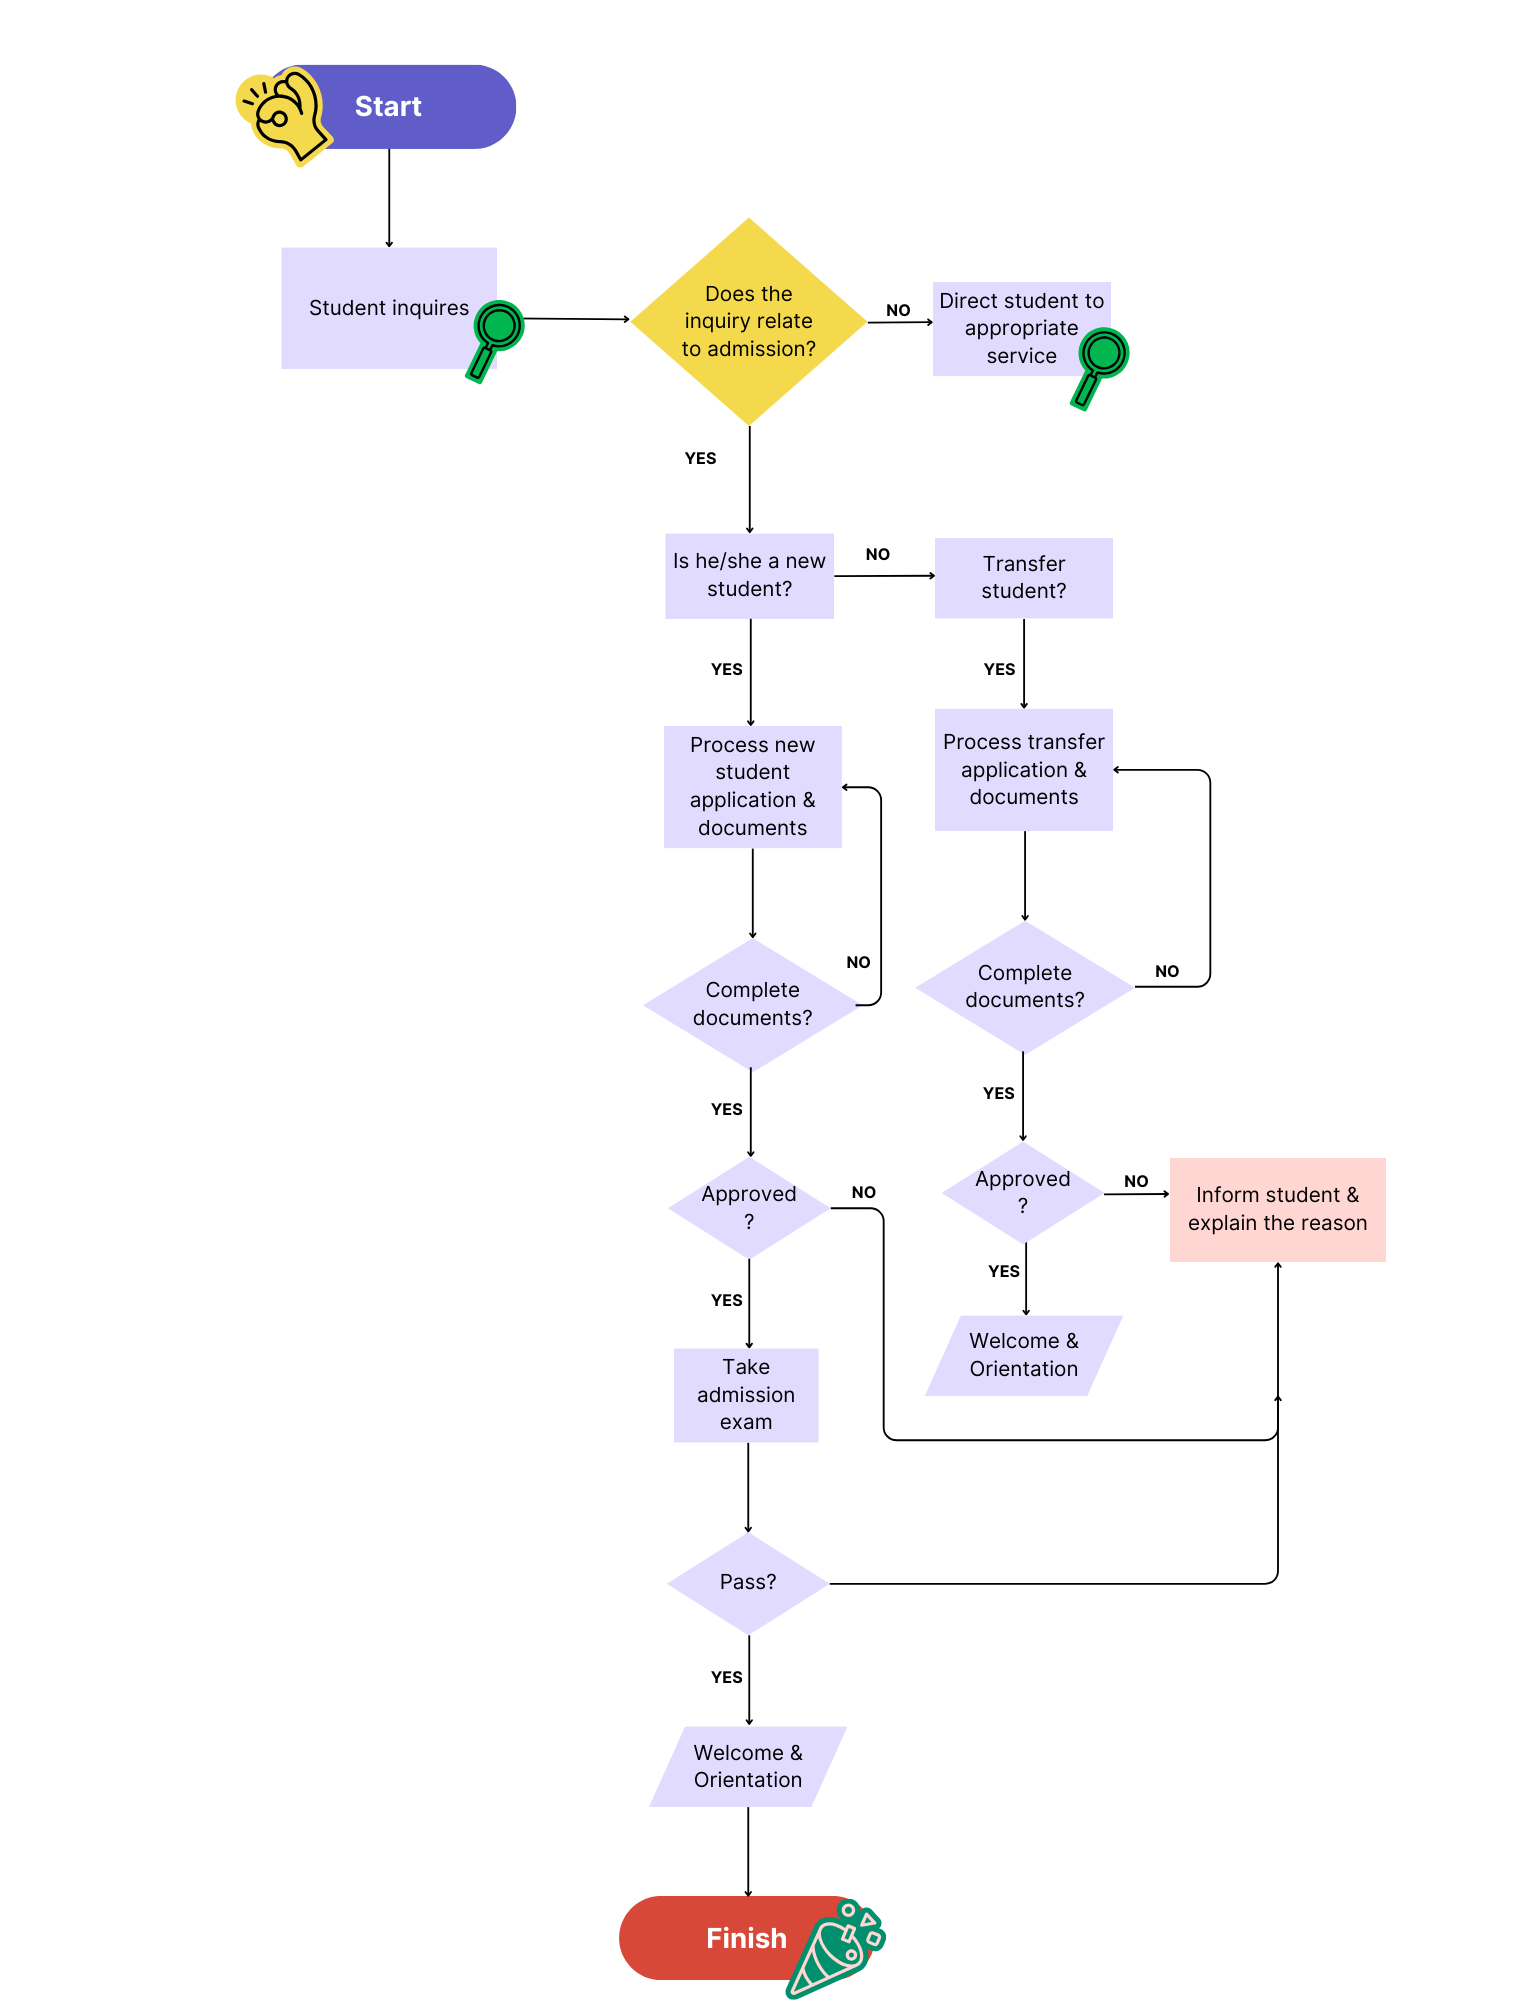 Start
Student inquires
Does the
inquiry relate
to admission?
NO
Direct student to
appropriate
service
YES
Is he/she a new
student?
NO
Transfer
student?
YES
YES
Process new
student
application &
documents
Process transfer
application &
documents
NO
Complete
documents?
Complete
documents?
NO
YES
YES
Approved
?
NO
Approved
?
NO
Inform student &
explain the reason
YES
YES
Take
admission
exam
Welcome &
Orientation
Pass?
YES
Welcome &
Orientation
Finish